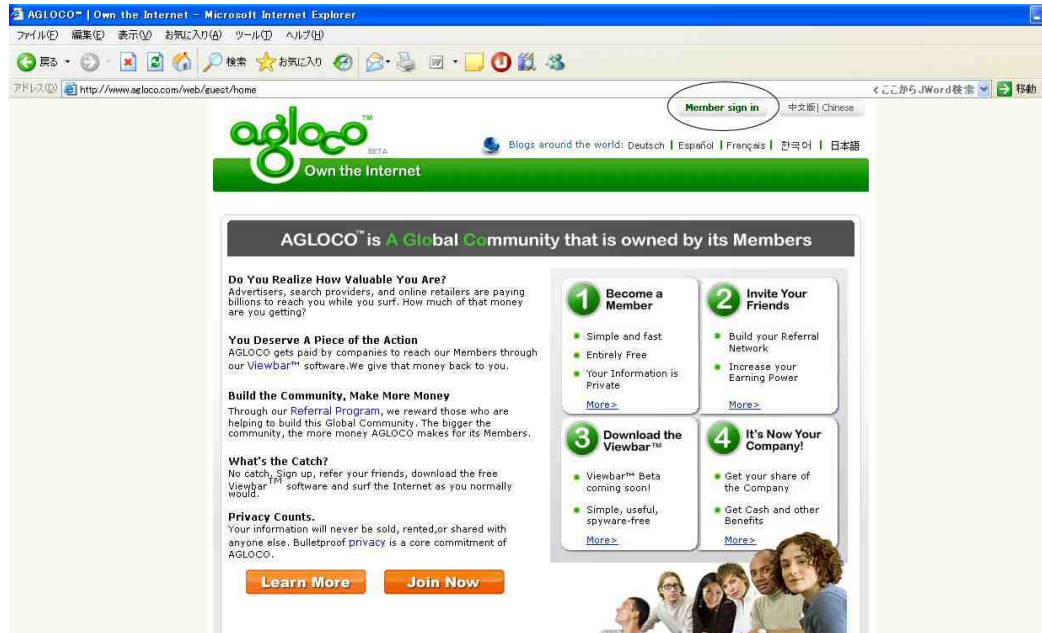 AGLOCO™ | Own the Internet - Microsoft Internet Explorer
ファイル(F) 編集(E) 表示(V) お気に入り(A) ツール(T) ヘルプ(H)
戻る 検索 お気に入り
アドレス(D) http://www.agloco.com/web/guest/home くここからJWord検索 移動
Member sign in 中文版| Chinese
agloco™
BETA
Blogs around the world: Deutsch | Español | Français | 한국어 | 日本語
Own the Internet
AGLOCO™ is A Global Community that is owned by its Members
Do You Realize How Valuable You Are?
Advertisers, search providers, and online retailers are paying
billions to reach you while you surf. How much of that money
are you getting?
You Deserve A Piece of the Action
AGLOCO gets paid by companies to reach our Members through
our Viewbar™ software.We give that money back to you.
Build the Community, Make More Money
Through our Referral Program, we reward those who are
helping to build this Global Community. The bigger the
community, the more money AGLOCO makes for its Members.
What's the Catch?
No catch, Sign up, refer your friends, download the free
Viewbar™ software and surf the Internet as you normally
would.
Privacy Counts.
Your information will never be sold, rented,or shared with
anyone else. Bulletproof privacy is a core commitment of
AGLOCO.
Learn More Join Now
1 Become a
Member
Simple and fast
Entirely Free
Your Information is
Private
More>
2 Invite Your
Friends
Build your Referral
Network
Increase your
Earning Power
More>
3 Download the
Viewbar™
Viewbar™ Beta
coming soon!
Simple, useful,
spyware-free
More>
4 It's Now Your
Company!
Get your share of
the Company
Get Cash and other
Benefits
More>